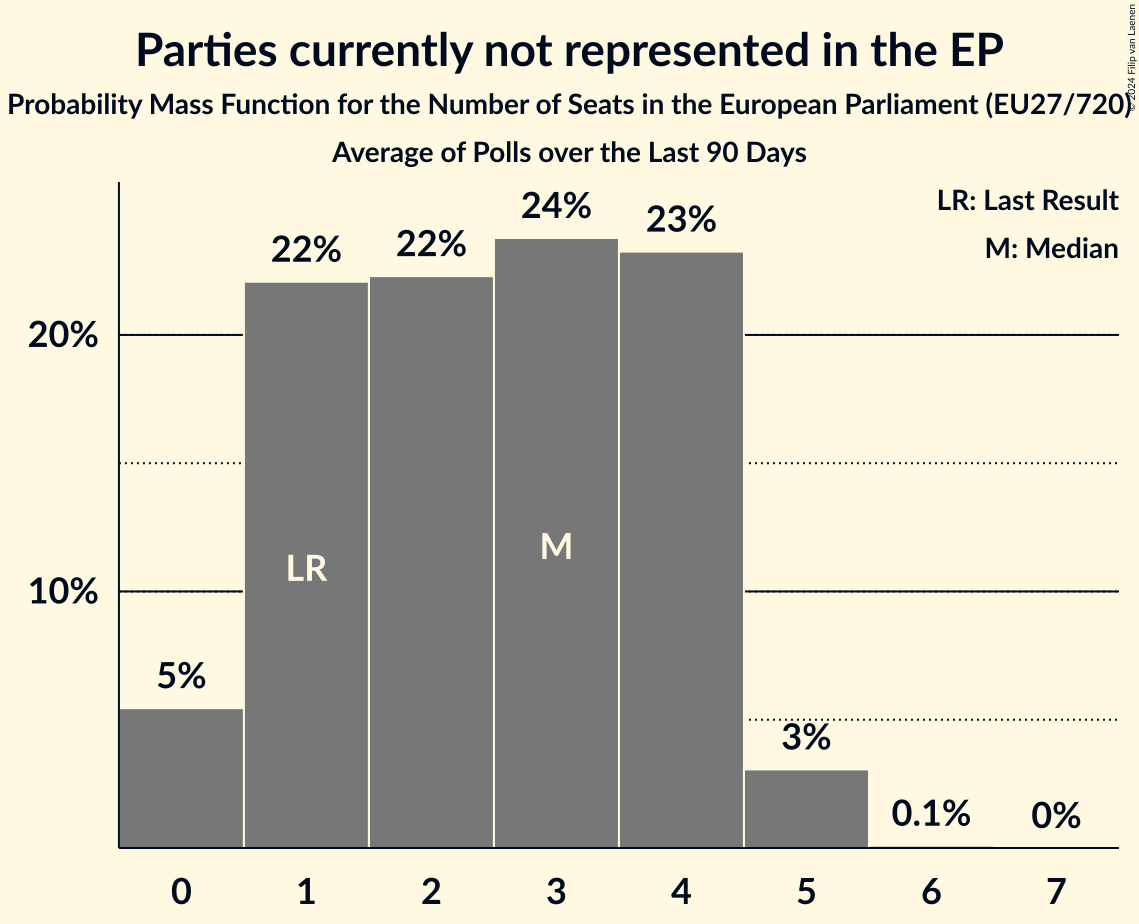 Parties currently not represented in the EP
Probability Mass Function for the Number of Seats in the European Parliament (EU27/720)
Average of Polls over the Last 90 Days
© 2024 Filip van Laenen
LR: Last Result
M: Median
24%
23%
22%
22%
20%
LR
M
10%
5%
3%
0.1%
0%
0 1 2 3 4 5 6 7